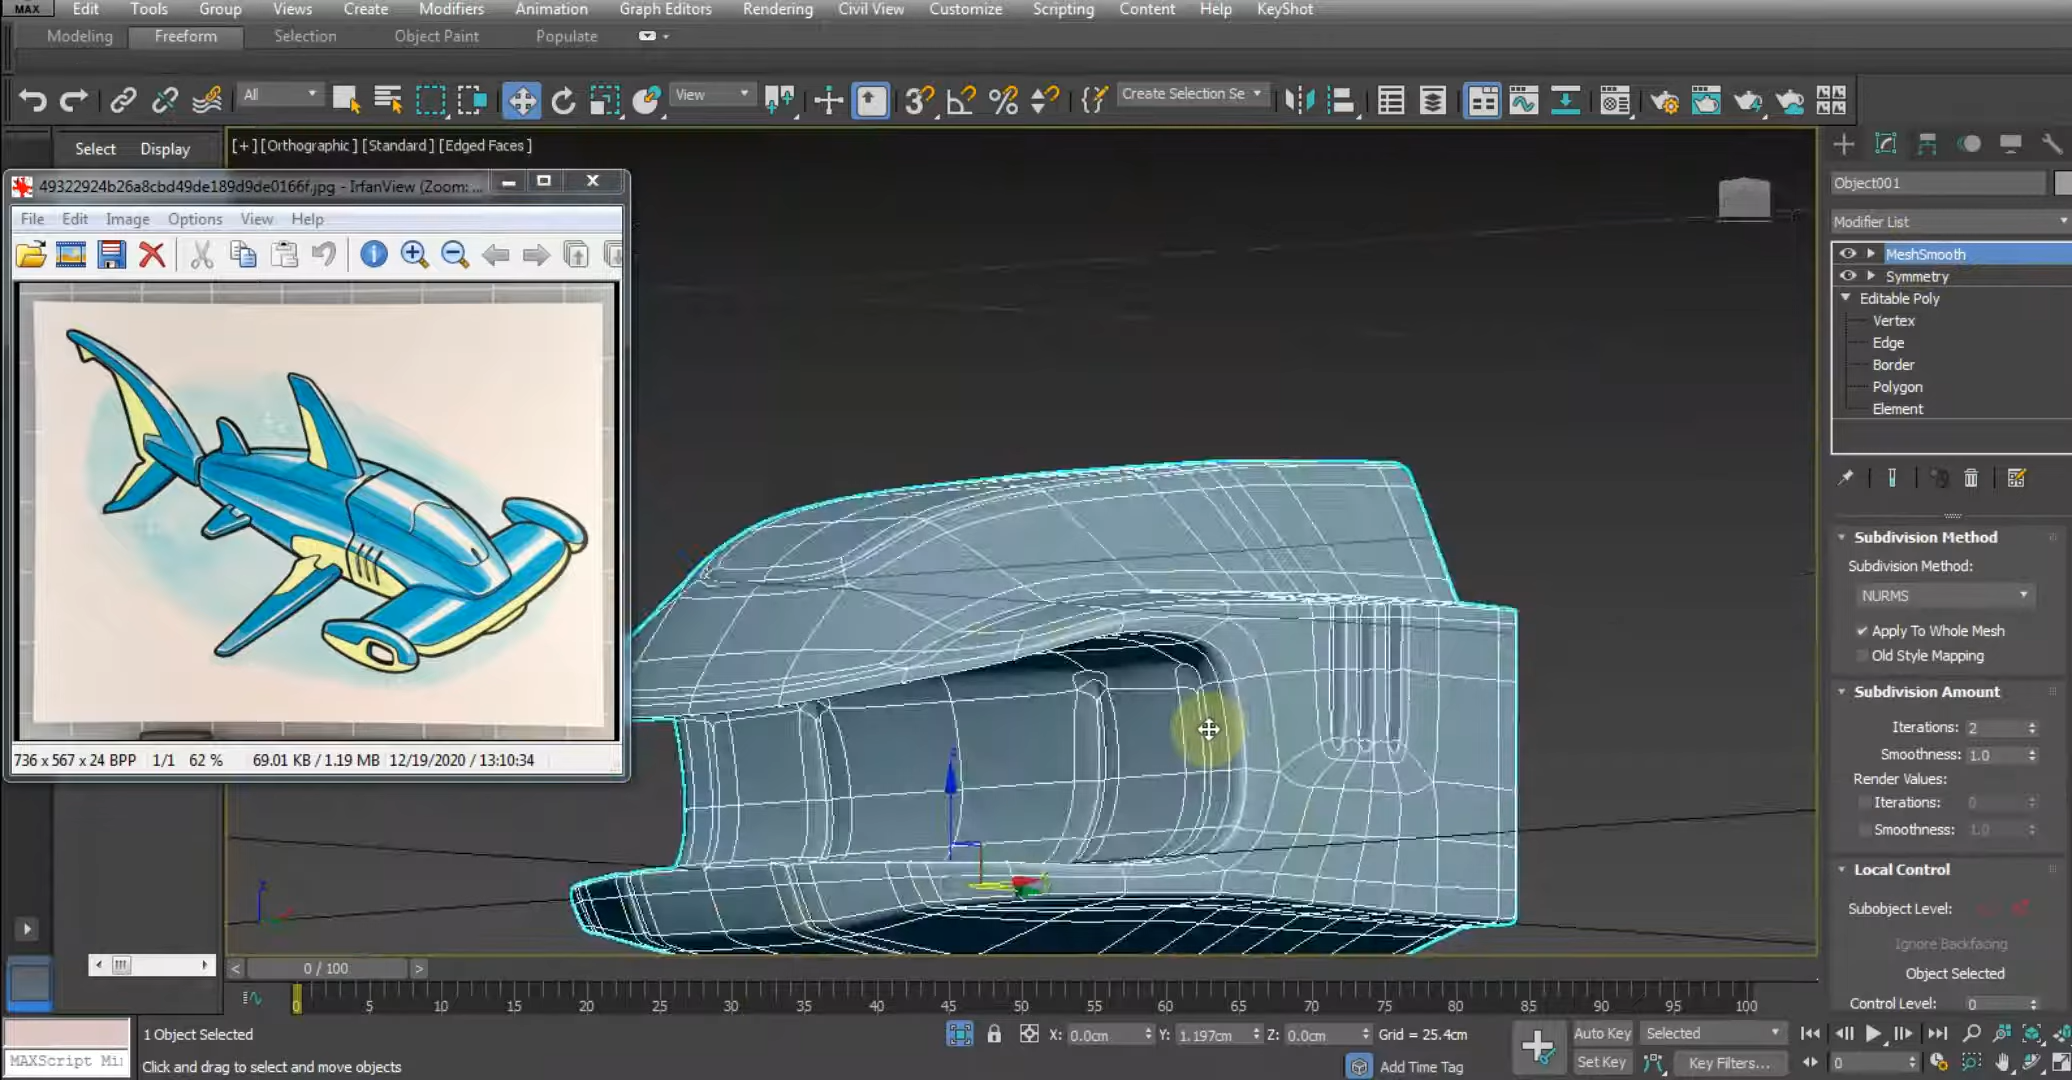 MAX Edit Tools Group Views Create Modifiers Animation Graph Editors Rendering Civil View Customize Scripting Content Help KeyShot
Modeling Freeform Selection Object Paint Populate
All View Create Selection Se
Select Display
[+] [Orthographic] [Standard] [Edged Faces]
49322924b26a8cbd49de189d9de0166f.jpg - IrfanView (Zoom: ...
File Edit Image Options View Help
736 x 567 x 24 BPP 1/1 62 % 69.01 KB / 1.19 MB 12/19/2020 / 13:10:34
Object001
Modifier List
MeshSmooth
Symmetry
Editable Poly
Vertex
Edge
Border
Polygon
Element
Subdivision Method
Subdivision Method:
NURMS
Apply To Whole Mesh
Old Style Mapping
Subdivision Amount
Iterations: 2
Smoothness: 1.0
Render Values:
Iterations: 0
Smoothness: 1.0
Local Control
Subobject Level:
Ignore Backfacing
Object Selected
Control Level: 0
< 0 / 100 >
0 5 10 15 20 25 30 35 40 45 50 55 60 65 70 75 80 85 90 95 100
1 Object Selected
X: 0.0cm Y: 1.197cm Z: 0.0cm Grid = 25.4cm
Auto Key Selected
MAXScript Mi
Click and drag to select and move objects
Add Time Tag
Set Key Key Filters... 0